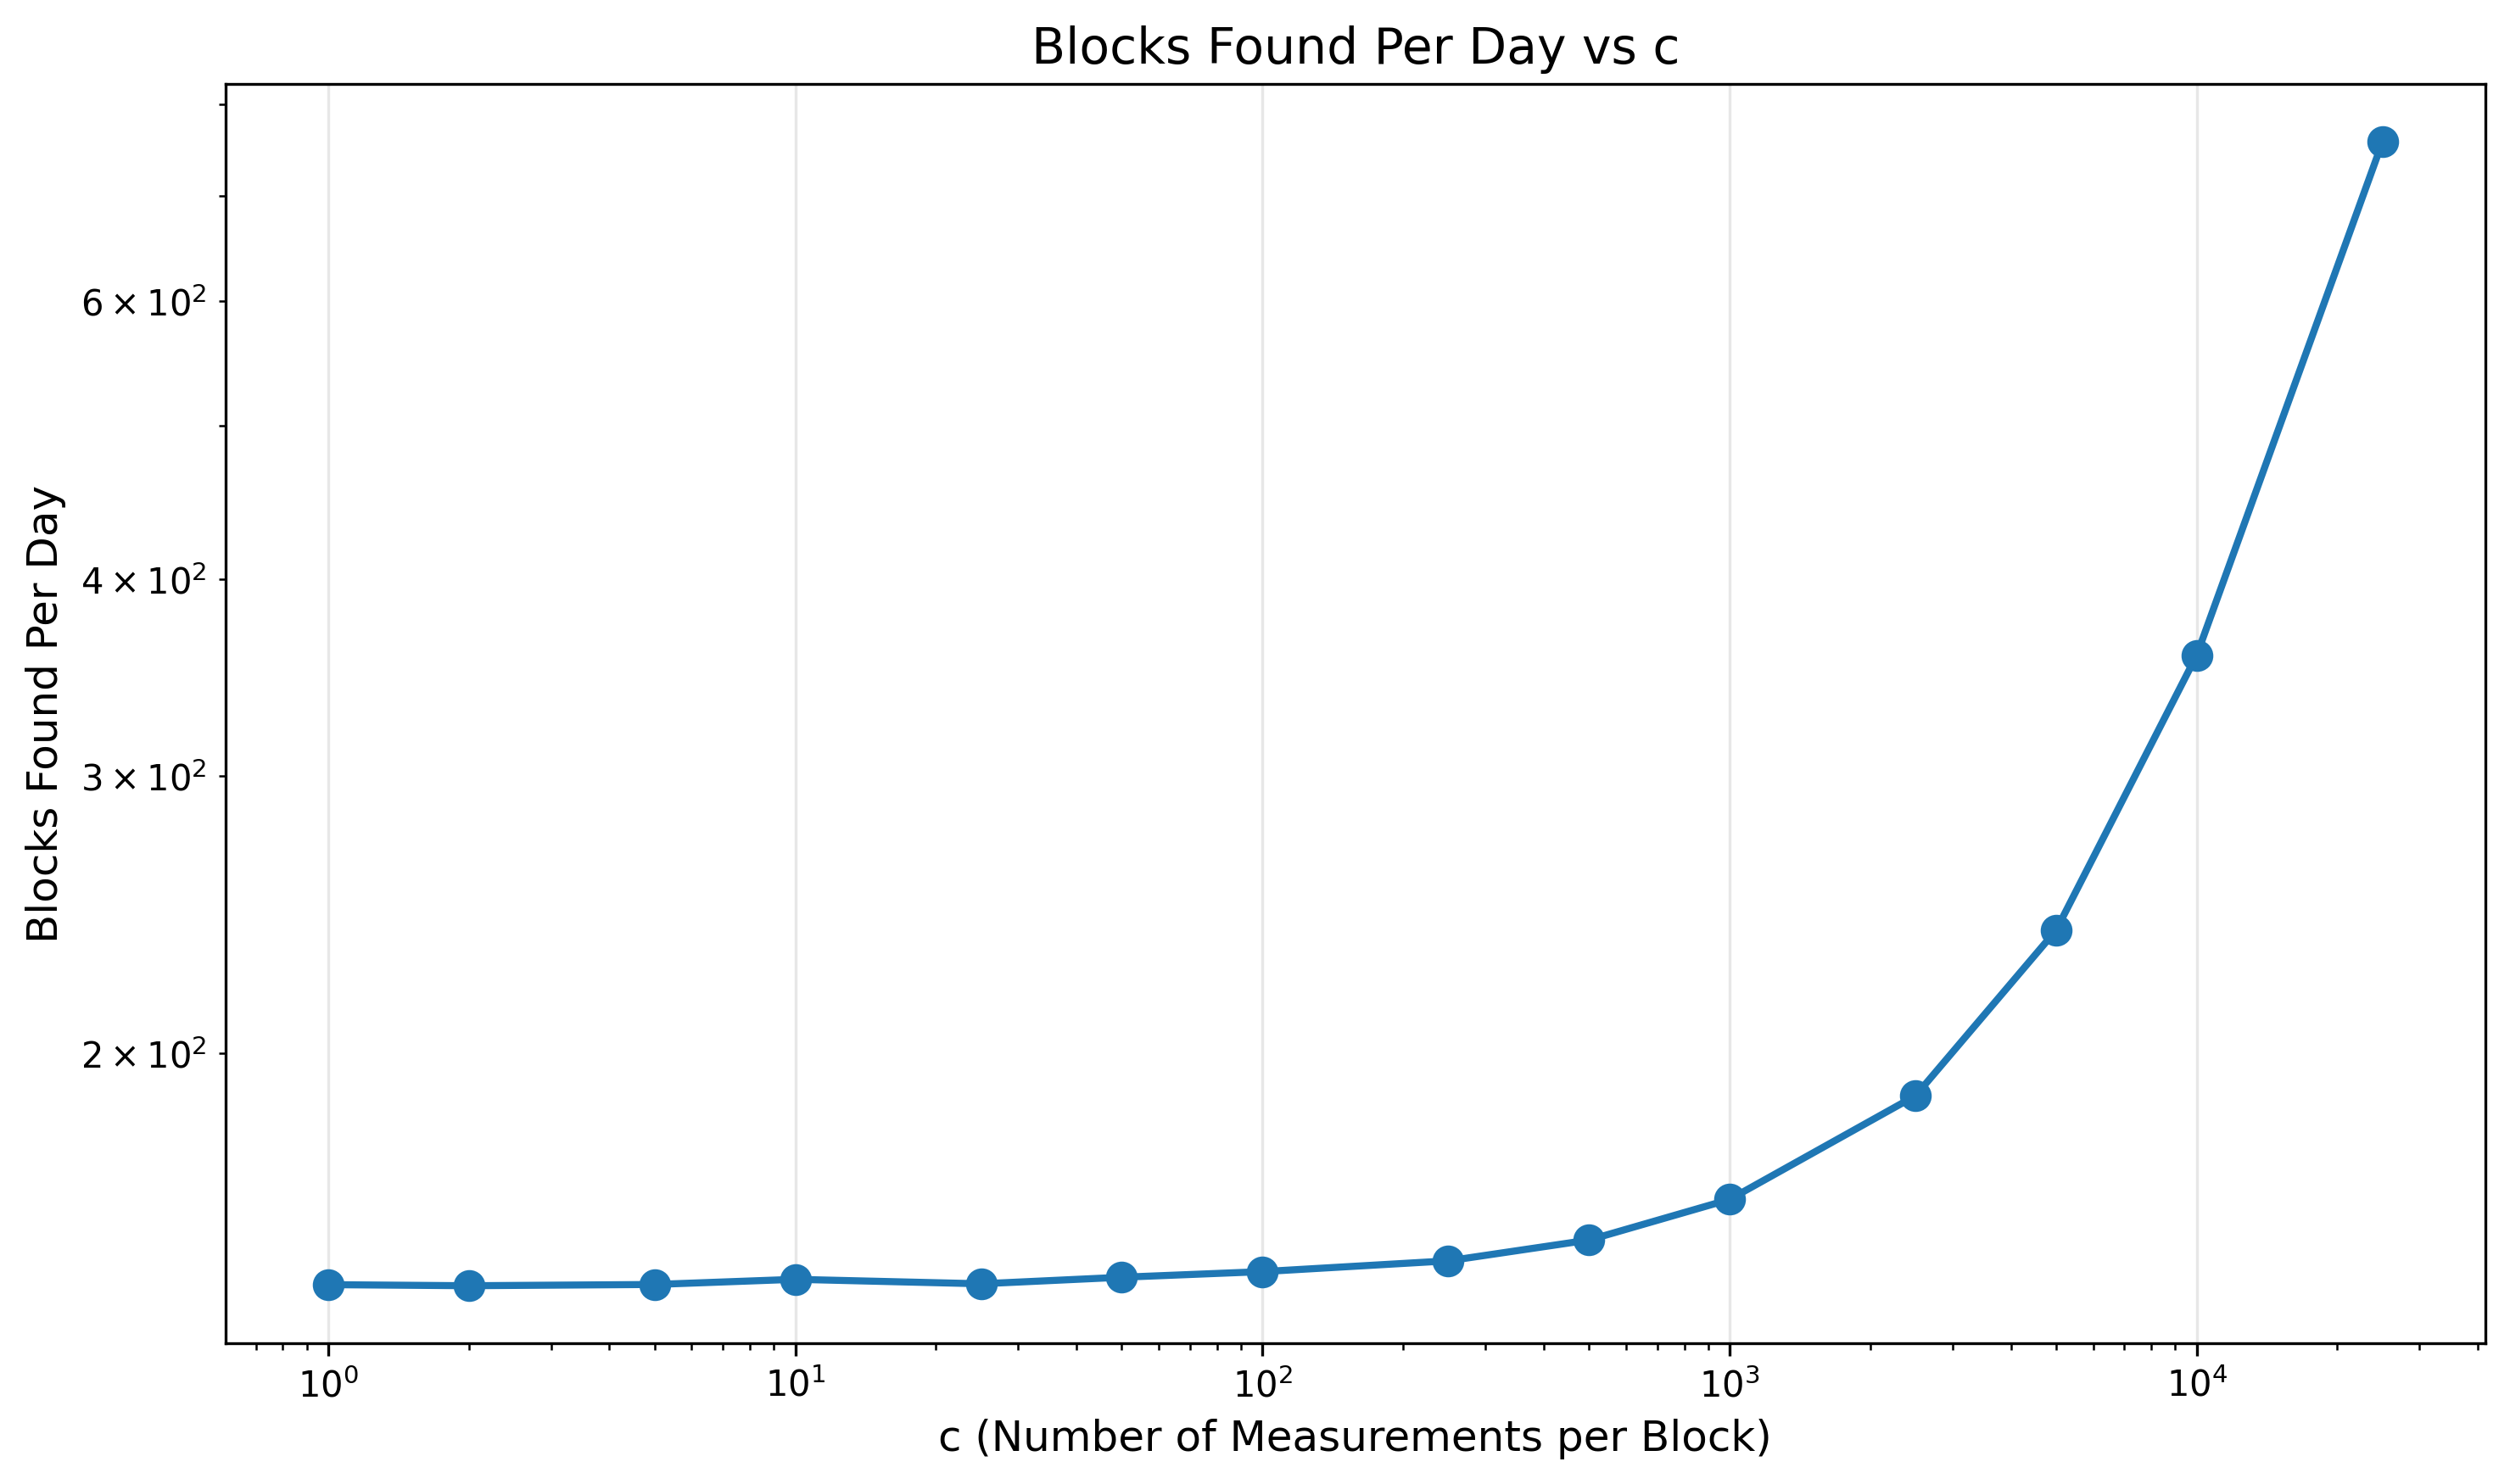 Blocks Found Per Day vs c
Blocks Found Per Day
6 × 10²
4 × 10²
3 × 10²
2 × 10²
10⁰ 10¹ 10² 10³ 10⁴
c (Number of Measurements per Block)